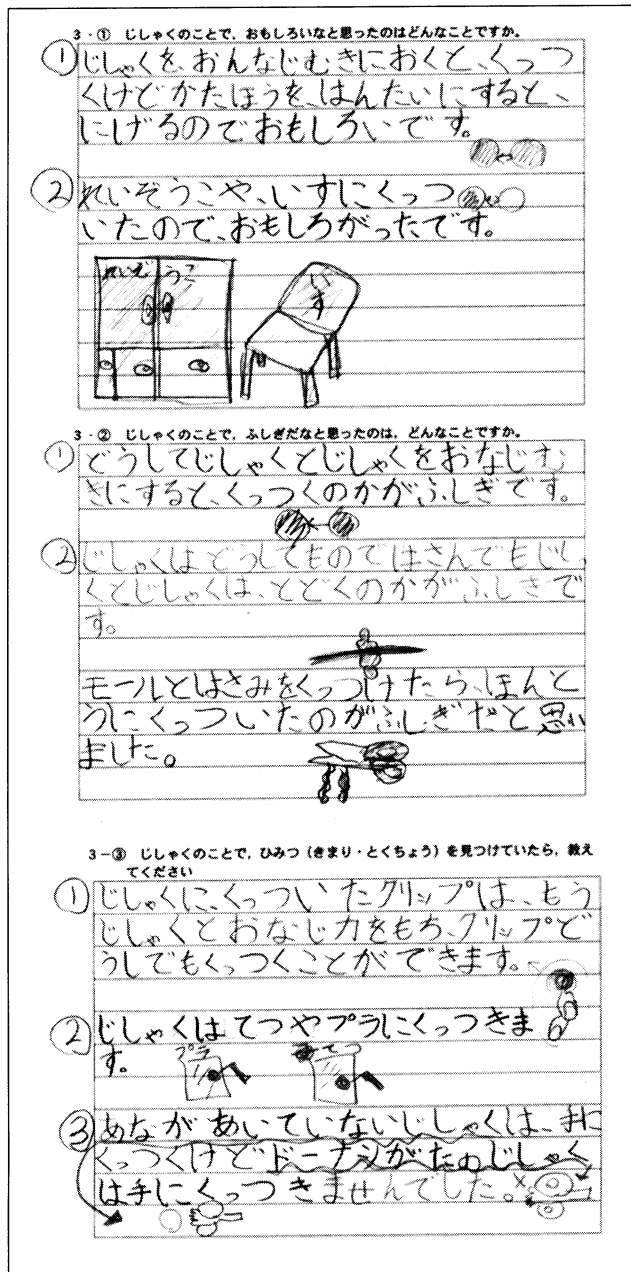 3-① じしゃくのことで，おもしろいなと思ったのはどんなことですか。
① じしゃくを、おんなじむきにおくと、くっつ
くけどかたほうを、はんたいにすると、
にげるのでおもしろいです。
② れいぞうこや、いすにくっつ
いたので、おもしろがったです。
れいぞうこ
いす
3-② じしゃくのことで，ふしぎだなと思ったのは，どんなことですか。
① どうしてじしゃくとじしゃくをおなじむ
きにすると、くっつくのかがふしぎです。
② じしゃくはどうしてものではさんでもじし
くとじしゃくは、とどくのかがふしぎで
す。
モールとはさみをくっつけたら、ほんと
うにくっついたのがふしぎだと思い
ました。
3-③ じしゃくのことで，ひみつ（きまり・とくちょう）を見つけていたら，教え
てください
① じしゃくに、くっついたクリップは、もう
じしゃくとおなじ力をもち、クリップど
うしでもくっつくことができます。
② じしゃくはてつやプラにくっつきま
す。
プラ てつ
③ あながあいていないじしゃくは、手に
くっつくけどドーナツがたのじしゃく
は手にくっつきませんでした。